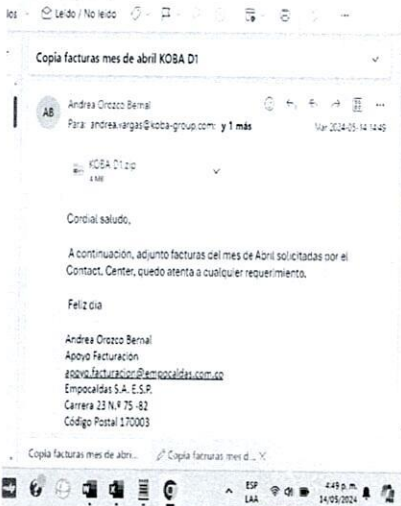 los
Leído / No leído
Copia facturas mes de abril KOBA D1
AB
Andrea Orozco Bernal
Para: andrea.vargas@koba-group.com; y 1 más
Mar 2024-05-14 14:49
KOBA D1.zip
4 MB
Cordial saludo,
A continuación, adjunto facturas del mes de Abril solicitadas por el
Contact. Center, quedo atenta a cualquier requerimiento.
Feliz dia
Andrea Orozco Bernal
Apoyo Facturación
apoyo.facturacion@empocaldas.com.co
Empocaldas S.A. E.S.P.
Carrera 23 N.º 75 -82
Código Postal 170003
Copia facturas mes de abri...
Copia facturas mes d...
ESP
LAA
4:49 p. m.
14/05/2024